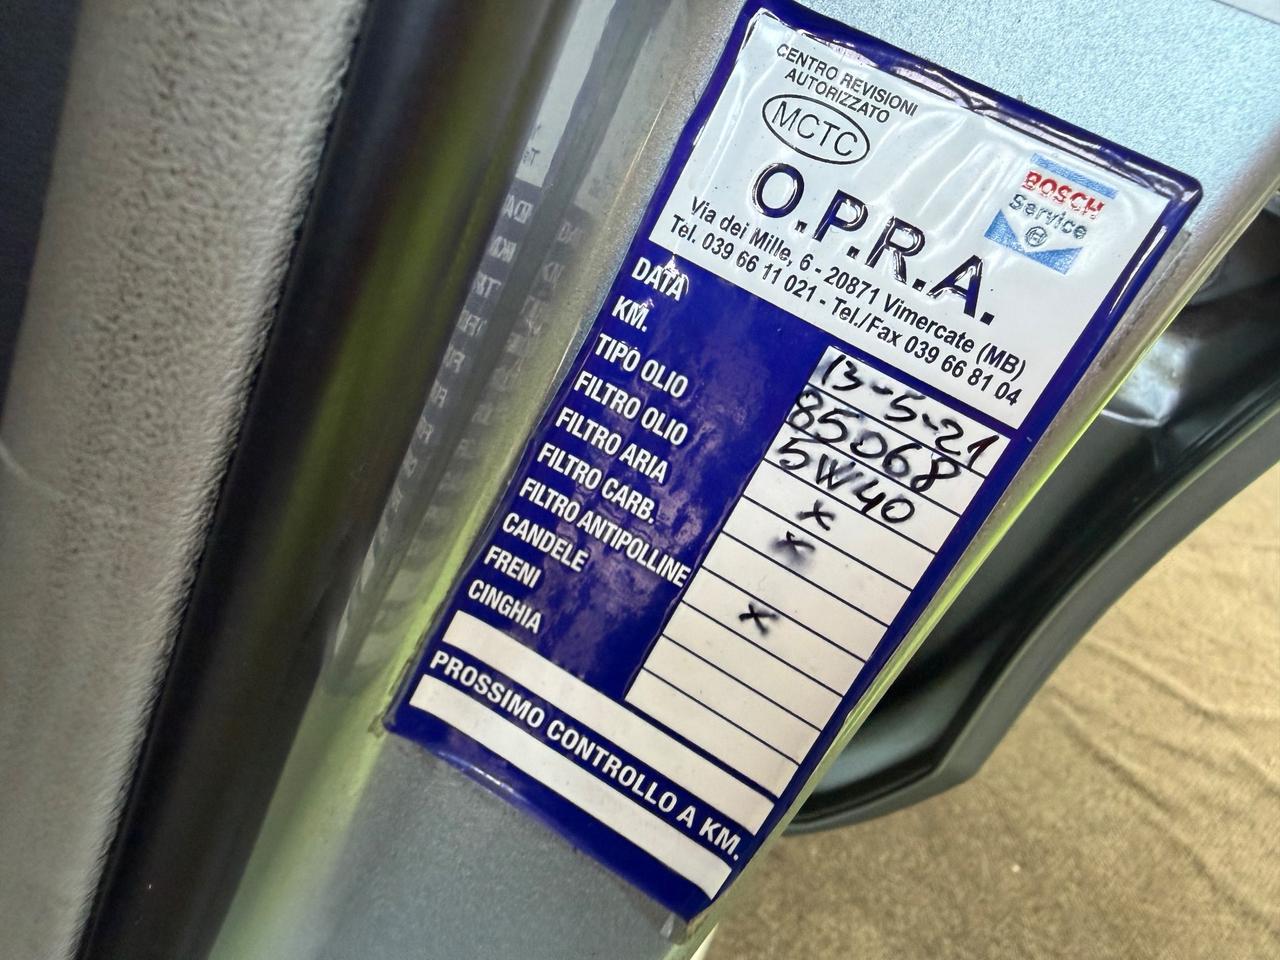 CENTRO REVISIONI
AUTORIZZATO
MCTC
BOSCH
Service
O.P.R.A.
Via dei Mille, 6 - 20871 Vimercate (MB)
Tel. 039 66 11 021 - Tel./Fax 039 66 81 04
DATA 13-5-21
KM. 85068
TIPO OLIO 5W40
FILTRO OLIO x
FILTRO ARIA x
FILTRO CARB.
FILTRO ANTIPOLLINE x
CANDELE
FRENI
CINGHIA
PROSSIMO CONTROLLO A KM.